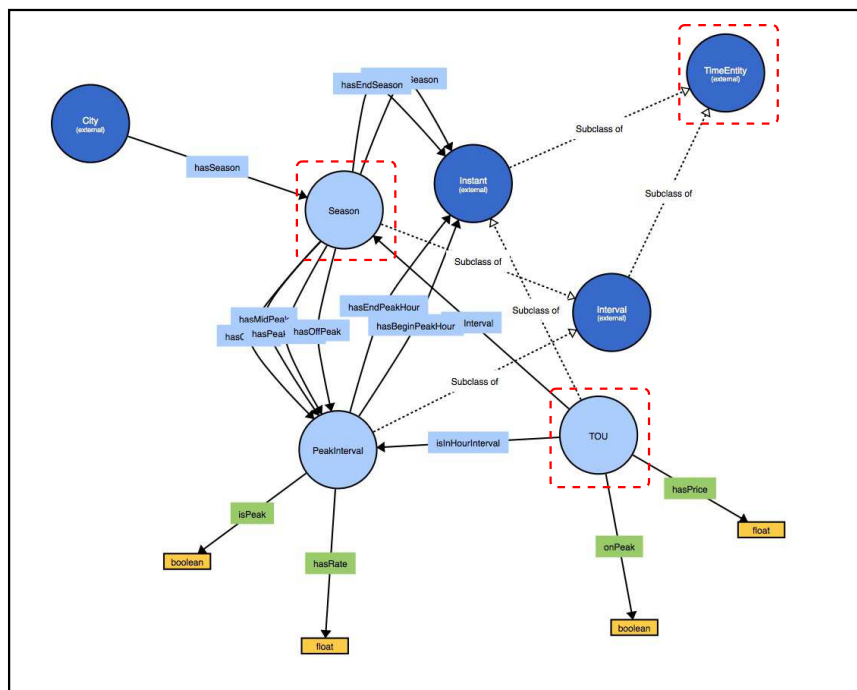 TimeEntity
(external)
hasEndSeason
Season
City
(external)
Subclass of
hasSeason
Instant
(external)
Subclass of
Season
Subclass of
Interval
(external)
Subclass of
hasMidPeak
hasPeak
hasOffPeak
hasEndPeakHour
hasBeginPeakHour
Interval
Subclass of
PeakInterval
isInHourInterval
TOU
hasPrice
isPeak
float
onPeak
boolean
hasRate
boolean
float